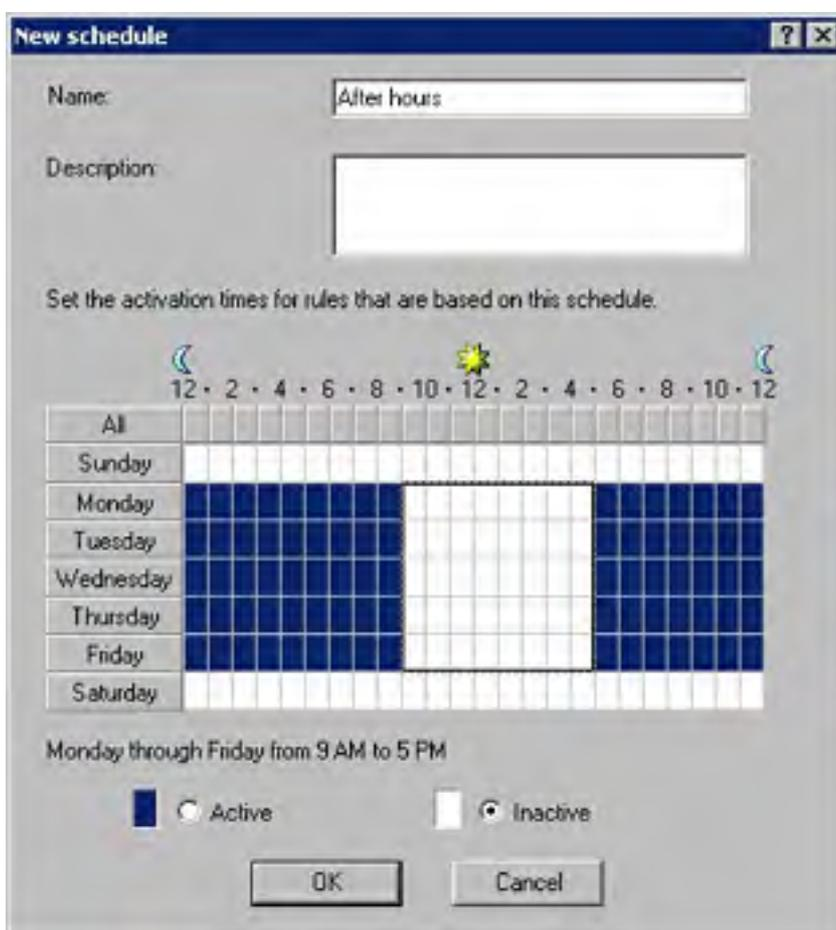 New schedule
Name:
After hours
Description:
Set the activation times for rules that are based on this schedule.
12 · 2 · 4 · 6 · 8 · 10 · 12 · 2 · 4 · 6 · 8 · 10 · 12
All
Sunday
Monday
Tuesday
Wednesday
Thursday
Friday
Saturday
Monday through Friday from 9 AM to 5 PM
Active
Inactive
OK
Cancel